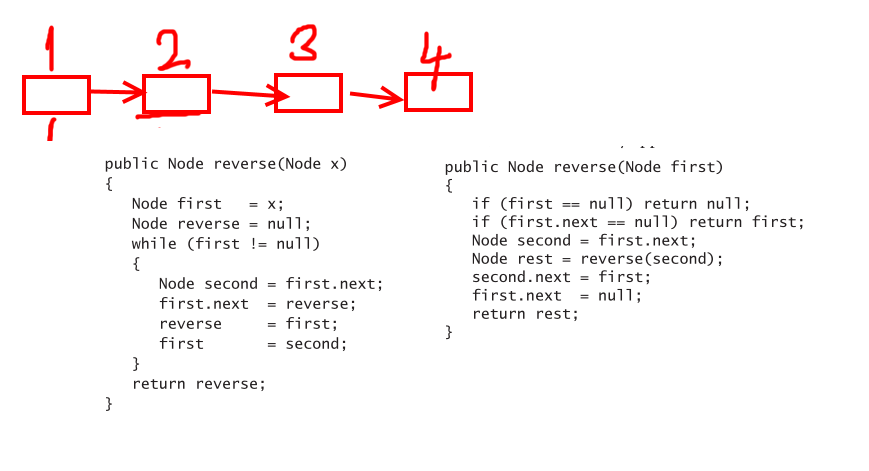 1 2 3 4
public Node reverse(Node x)
{
Node first = x;
Node reverse = null;
while (first != null)
{
Node second = first.next;
first.next = reverse;
reverse = first;
first = second;
}
return reverse;
}
public Node reverse(Node first)
{
if (first == null) return null;
if (first.next == null) return first;
Node second = first.next;
Node rest = reverse(second);
second.next = first;
first.next = null;
return rest;
}